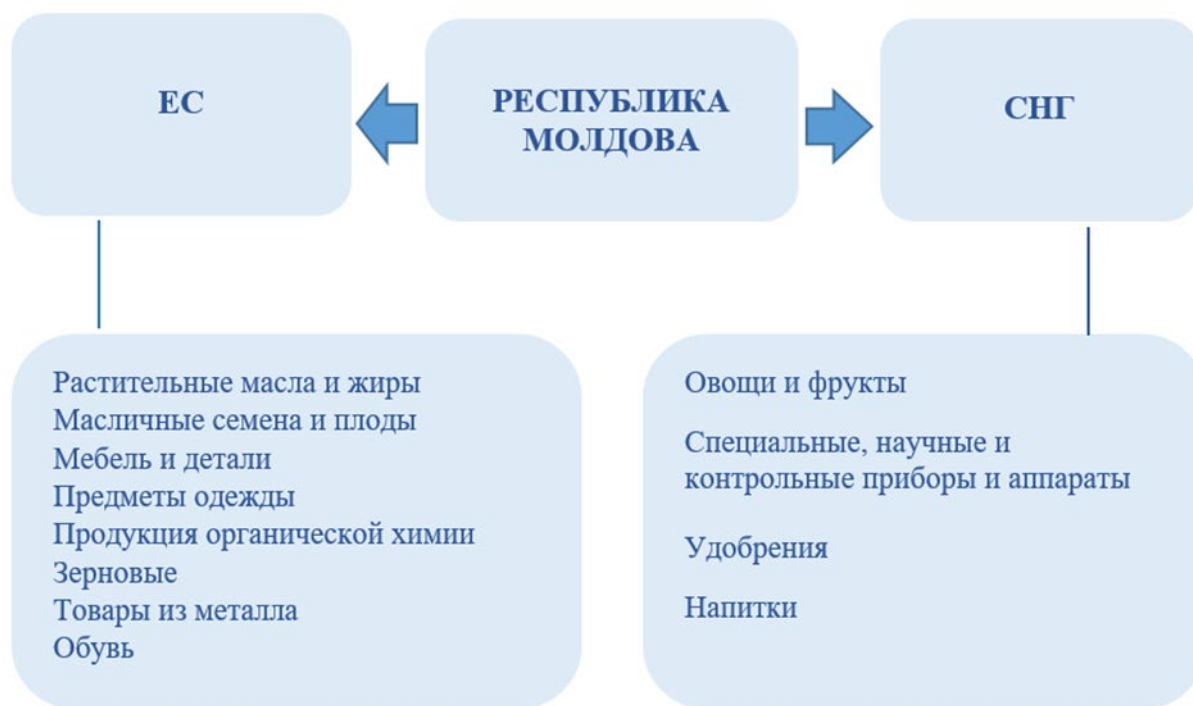 ЕС
РЕСПУБЛИКА
МОЛДОВА
СНГ
Растительные масла и жиры
Масличные семена и плоды
Мебель и детали
Предметы одежды
Продукция органической химии
Зерновые
Товары из металла
Обувь
Овощи и фрукты
Специальные, научные и
контрольные приборы и аппараты
Удобрения
Напитки